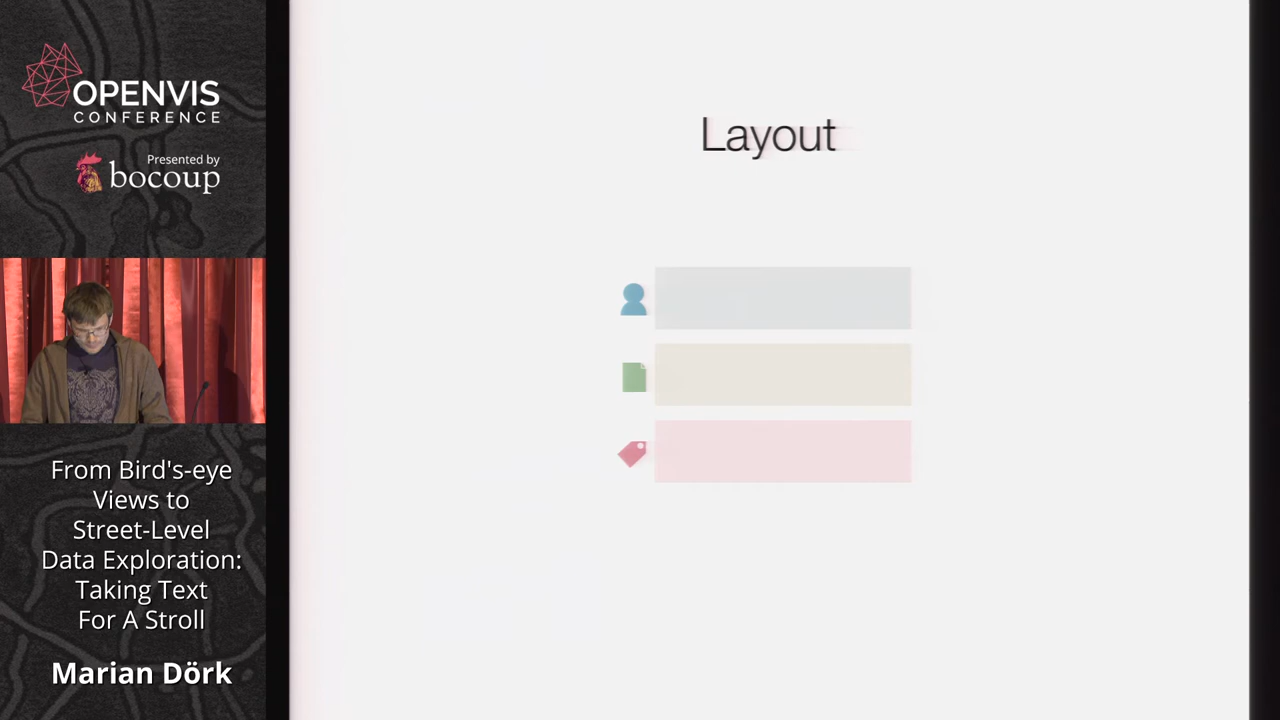 OPENVIS
CONFERENCE
Presented by
bocoup
From Bird's-eye
Views to
Street-Level
Data Exploration:
Taking Text
For A Stroll
Marian Dörk
Layout